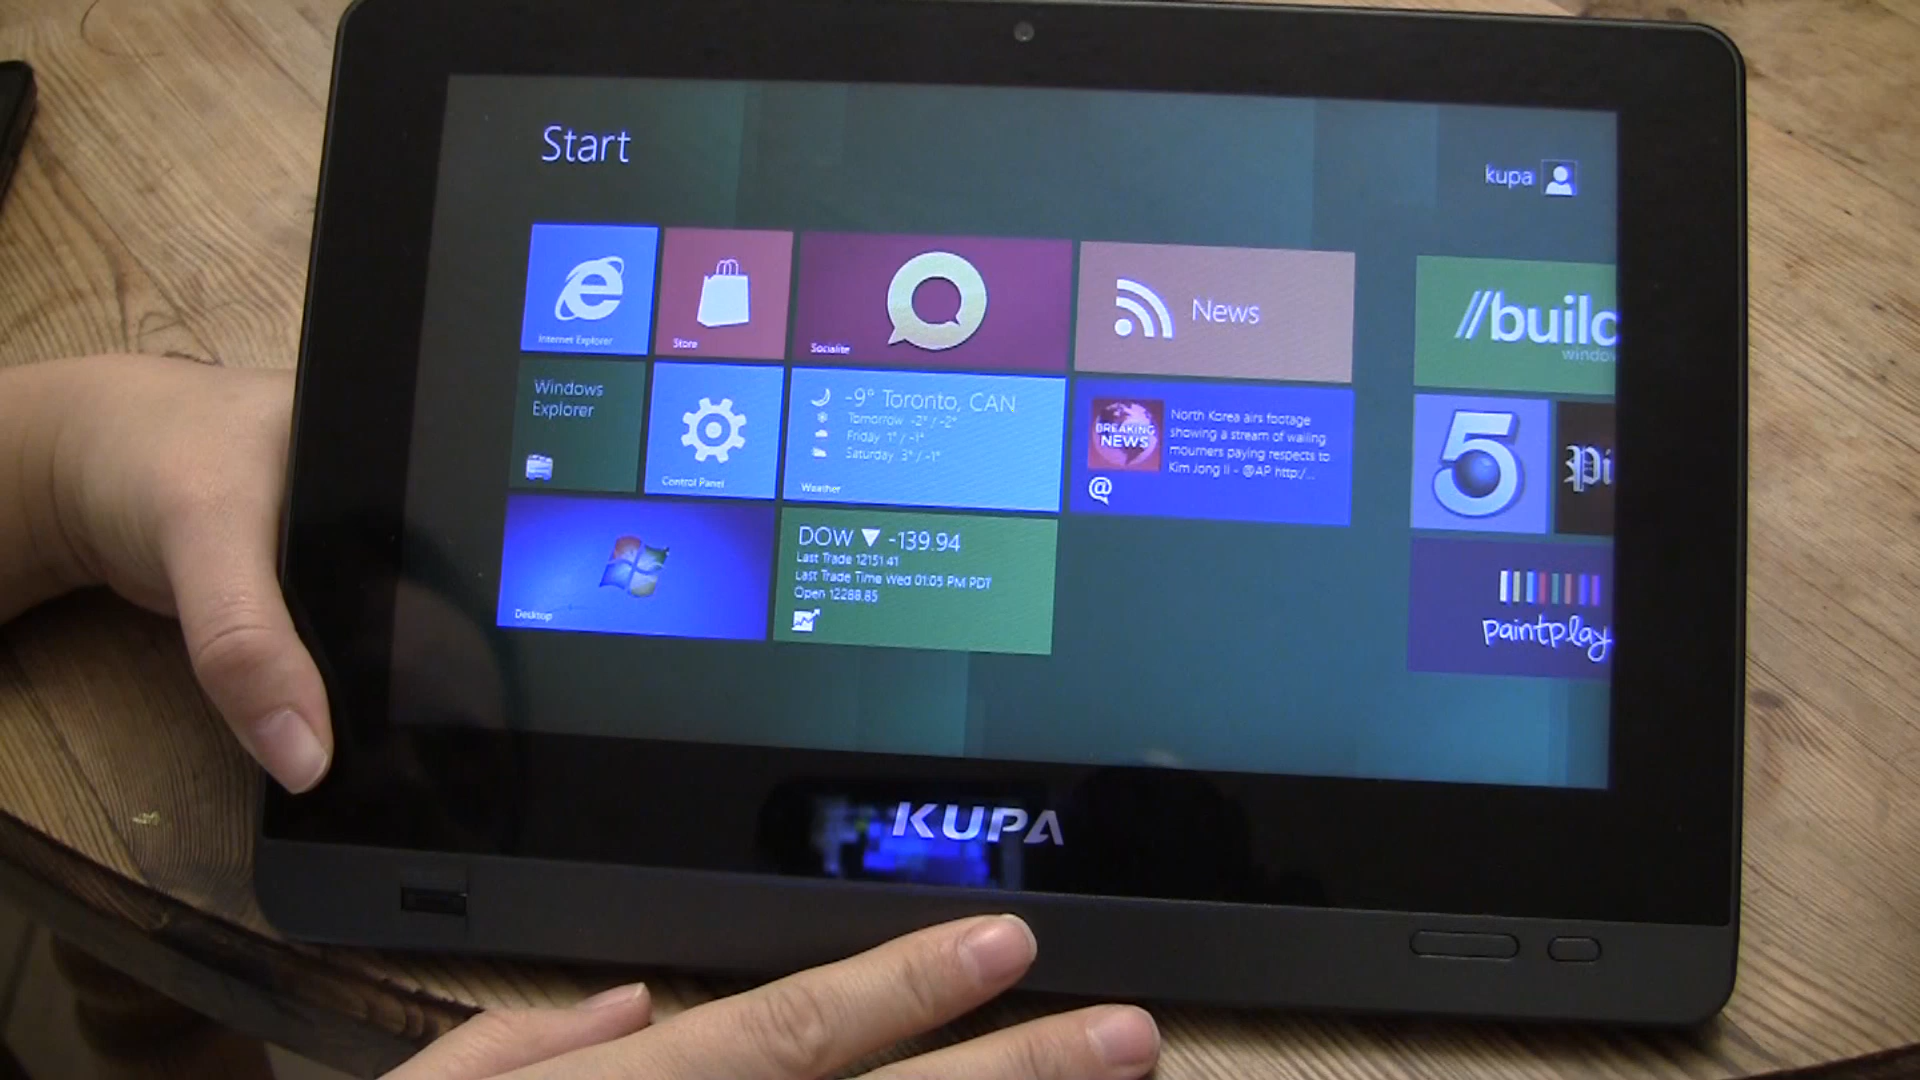 Start
kupa
Internet Explorer
Store
Socialite
News
//build
windows
Windows
Explorer
Control Panel
-9° Toronto, CAN
Tomorrow -2° / -2°
Friday 1° / -1°
Saturday 3° / -1°
Weather
BREAKING
NEWS
North Korea airs footage
showing a stream of wailing
mourners paying respects to
Kim Jong Il - @AP http:/...
@
5
Pi
Desktop
DOW ▼ -139.94
Last Trade 12151.41
Last Trade Time Wed 01:05 PM PDT
Open 12288.85
paintplay
KUPA